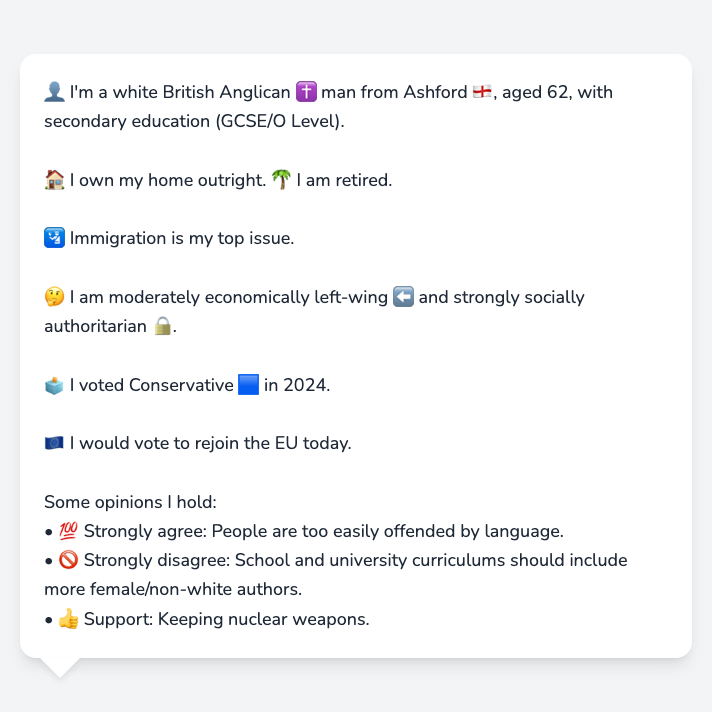 👤 I'm a white British Anglican ✝️ man from Ashford 🏴󠁧󠁢󠁥󠁮󠁧󠁿, aged 62, with
secondary education (GCSE/O Level).
🏠 I own my home outright. 🌴 I am retired.
🛂 Immigration is my top issue.
🤔 I am moderately economically left-wing ⬅️ and strongly socially
authoritarian 🔒.
🗳️ I voted Conservative 🟦 in 2024.
🇪🇺 I would vote to rejoin the EU today.
Some opinions I hold:
• 💯 Strongly agree: People are too easily offended by language.
• 🚫 Strongly disagree: School and university curriculums should include
more female/non-white authors.
• 👍 Support: Keeping nuclear weapons.